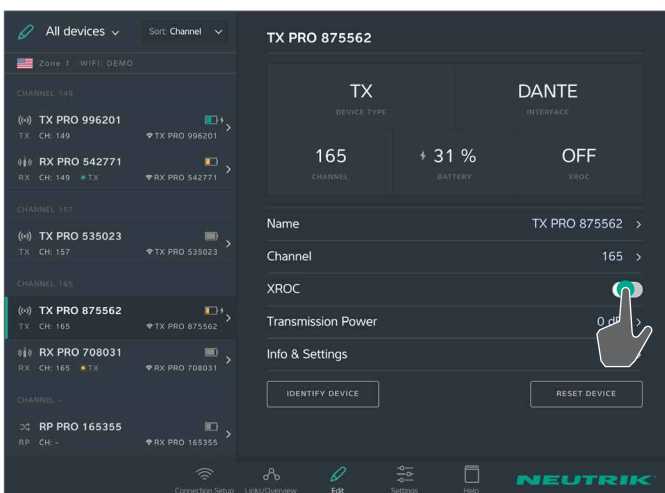 All devices
Sort: Channel
Zone 1 - WIFI: DEMO
CHANNEL 149
TX PRO 996201
TX CH: 149 TX PRO 996201
RX PRO 542771
RX CH: 149 TX RX PRO 542771
CHANNEL 157
TX PRO 535023
TX CH: 157 TX PRO 535023
CHANNEL 165
TX PRO 875562
TX CH: 165 TX PRO 875562
RX PRO 708031
RX CH: 165 TX RX PRO 708031
CHANNEL -
RP PRO 165355
RP CH: - RX PRO 165355
TX PRO 875562
TX
DEVICE TYPE
DANTE
INTERFACE
165
CHANNEL
31 %
BATTERY
OFF
XROC
Name TX PRO 875562
Channel 165
XROC
Transmission Power 0 d
Info & Settings
IDENTIFY DEVICE
RESET DEVICE
Connection Setup
Links/Overview
Edit
Settings
Help
NEUTRIK